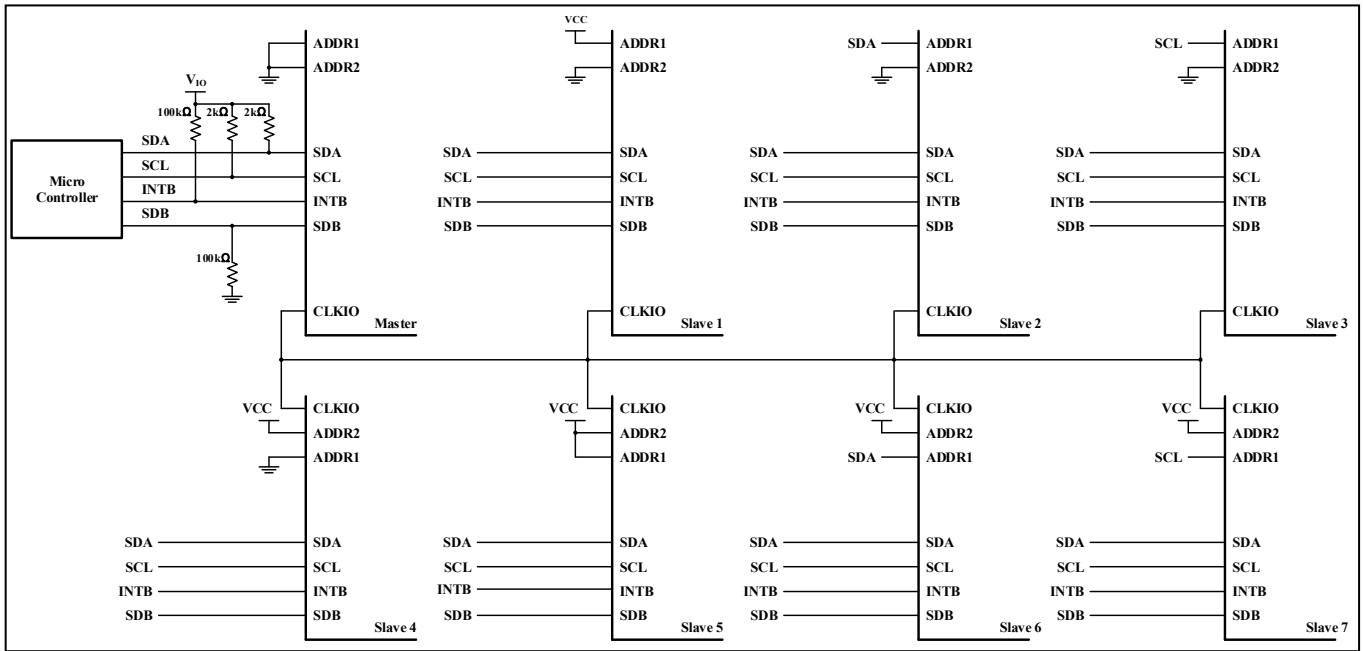 VCC
ADDR1
ADDR2
ADDR1
ADDR2
SDA
ADDR1
ADDR2
SCL
ADDR1
ADDR2
VIO
100kΩ
2kΩ
2kΩ
Micro
Controller
SDA
SCL
INTB
SDB
100kΩ
SDA
SCL
INTB
SDB
CLKIO
Master
SDA
SCL
INTB
SDB
SDA
SCL
INTB
SDB
CLKIO
Slave 1
SDA
SCL
INTB
SDB
SDA
SCL
INTB
SDB
CLKIO
Slave 2
SDA
SCL
INTB
SDB
SDA
SCL
INTB
SDB
CLKIO
Slave 3
VCC
CLKIO
ADDR2
ADDR1
SDA
SCL
INTB
SDB
SDA
SCL
INTB
SDB
Slave 4
VCC
CLKIO
ADDR2
ADDR1
SDA
SCL
INTB
SDB
SDA
SCL
INTB
SDB
Slave 5
VCC
SDA
CLKIO
ADDR2
ADDR1
SDA
SCL
INTB
SDB
SDA
SCL
INTB
SDB
Slave 6
VCC
SCL
CLKIO
ADDR2
ADDR1
SDA
SCL
INTB
SDB
SDA
SCL
INTB
SDB
Slave 7